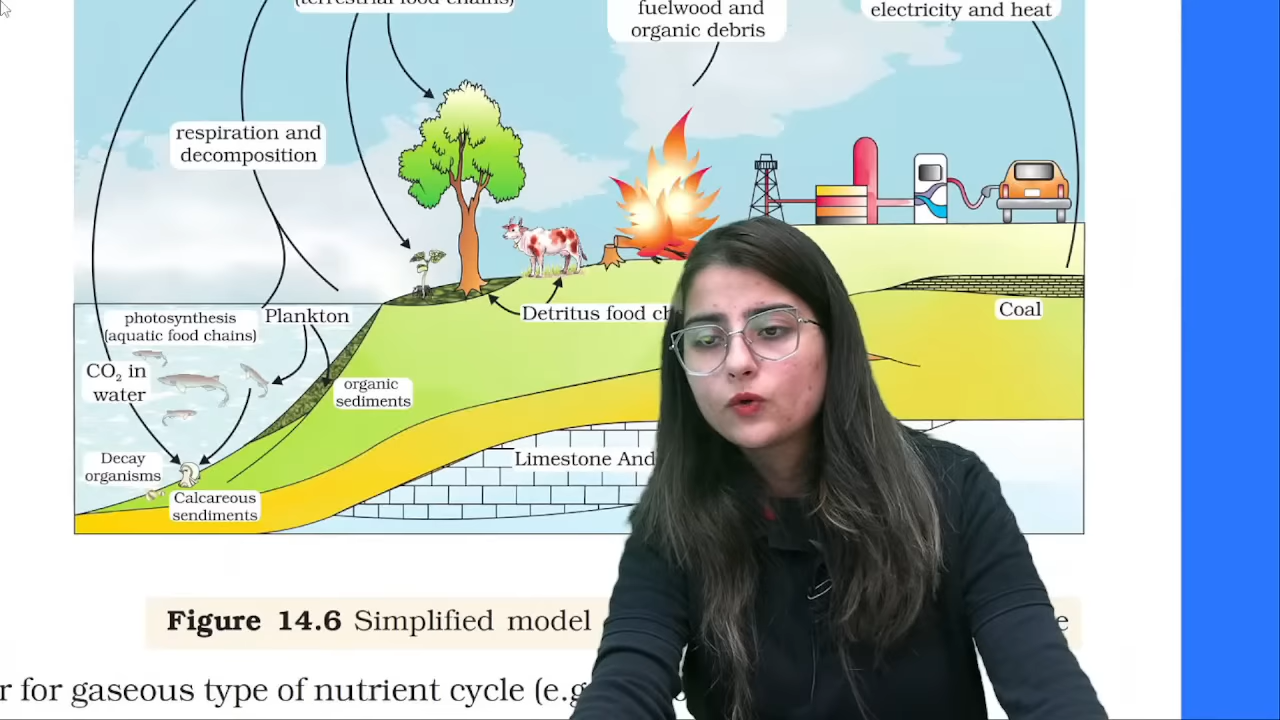 (terrestrial food chains)
fuelwood and
organic debris
electricity and heat
respiration and
decomposition
photosynthesis
(aquatic food chains)
Plankton
Detritus food
Coal
CO₂ in
water
organic
sediments
Decay
organisms
Calcareous
sendiments
Limestone And
Figure 14.6 Simplified model
r for gaseous type of nutrient cycle (e.g